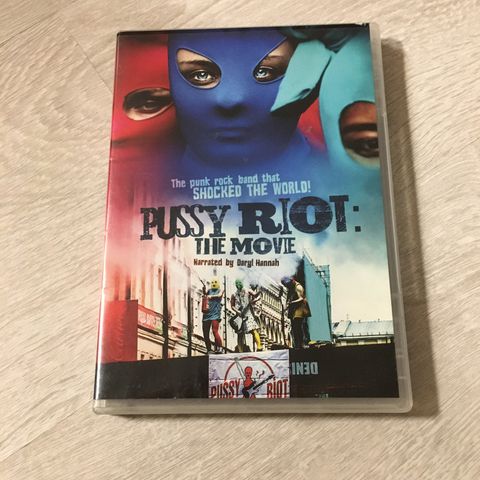 The punk rock band that
SHOCKED THE WORLD!
PUSSY RIOT:
THE MOVIE
Narrated by Daryl Hannah
PUSSY RIOT